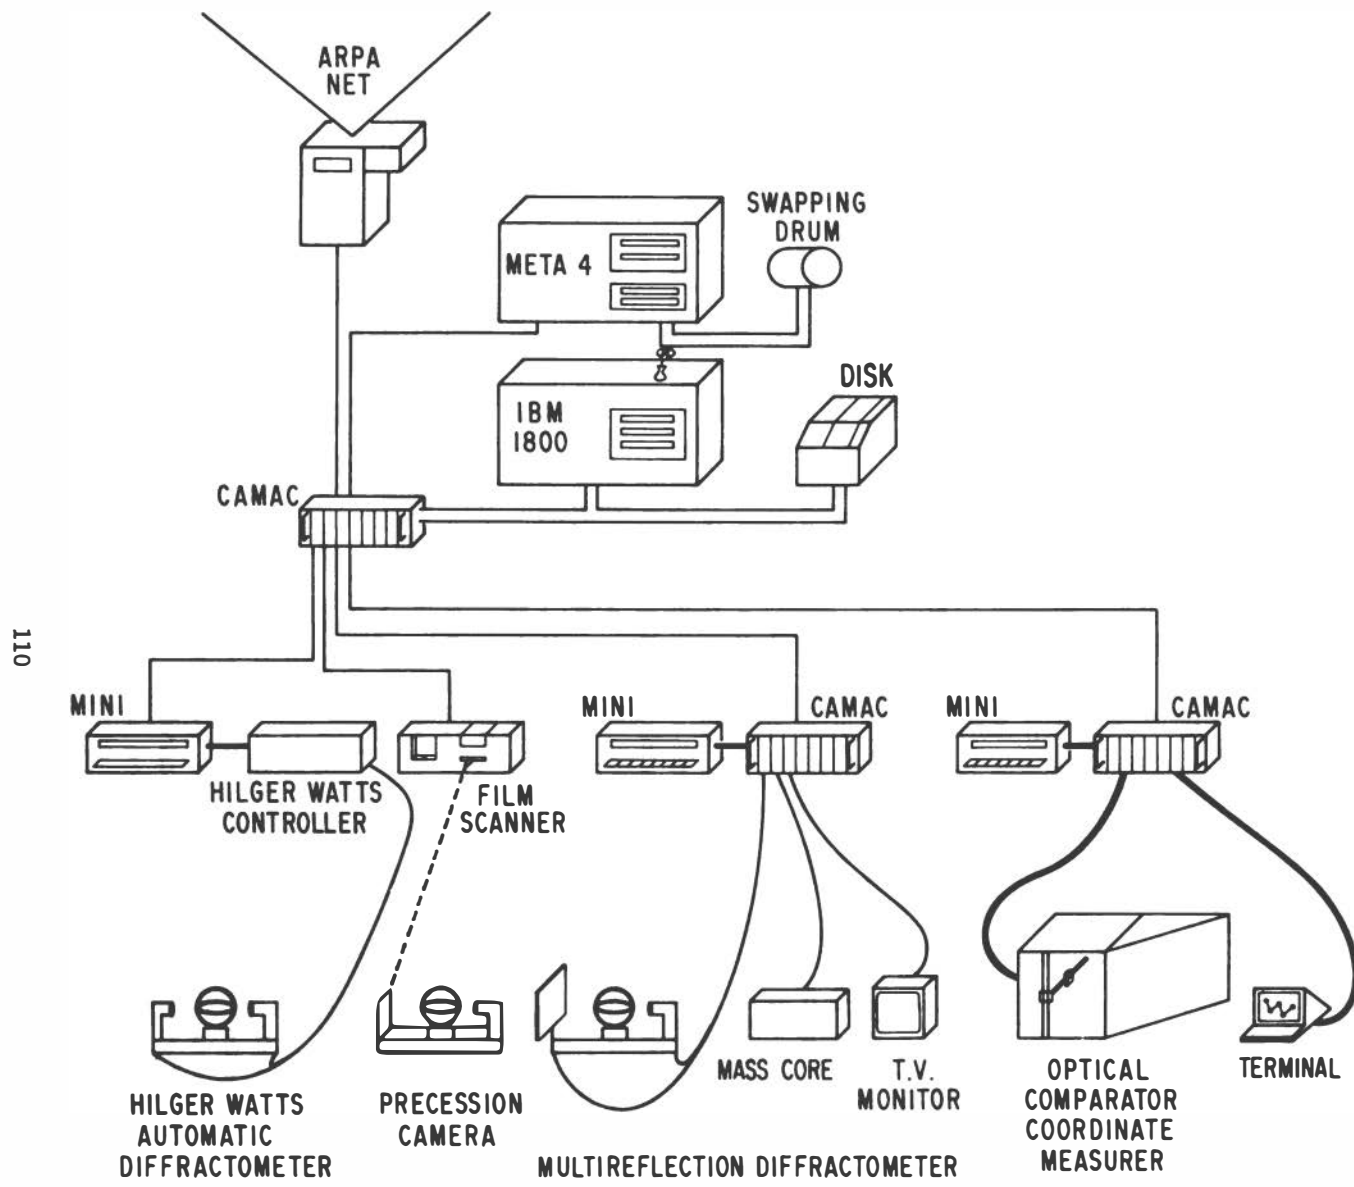 ARPA
NET
SWAPPING
DRUM
META 4
DISK
IBM
1800
CAMAC
110
MINI
HILGER WATTS
CONTROLLER
FILM
SCANNER
MINI
CAMAC
MINI
CAMAC
HILGER WATTS
AUTOMATIC
DIFFRACTOMETER
PRECESSION
CAMERA
MASS CORE
T.V.
MONITOR
MULTIREFLECTION DIFFRACTOMETER
OPTICAL
COMPARATOR
COORDINATE
MEASURER
TERMINAL